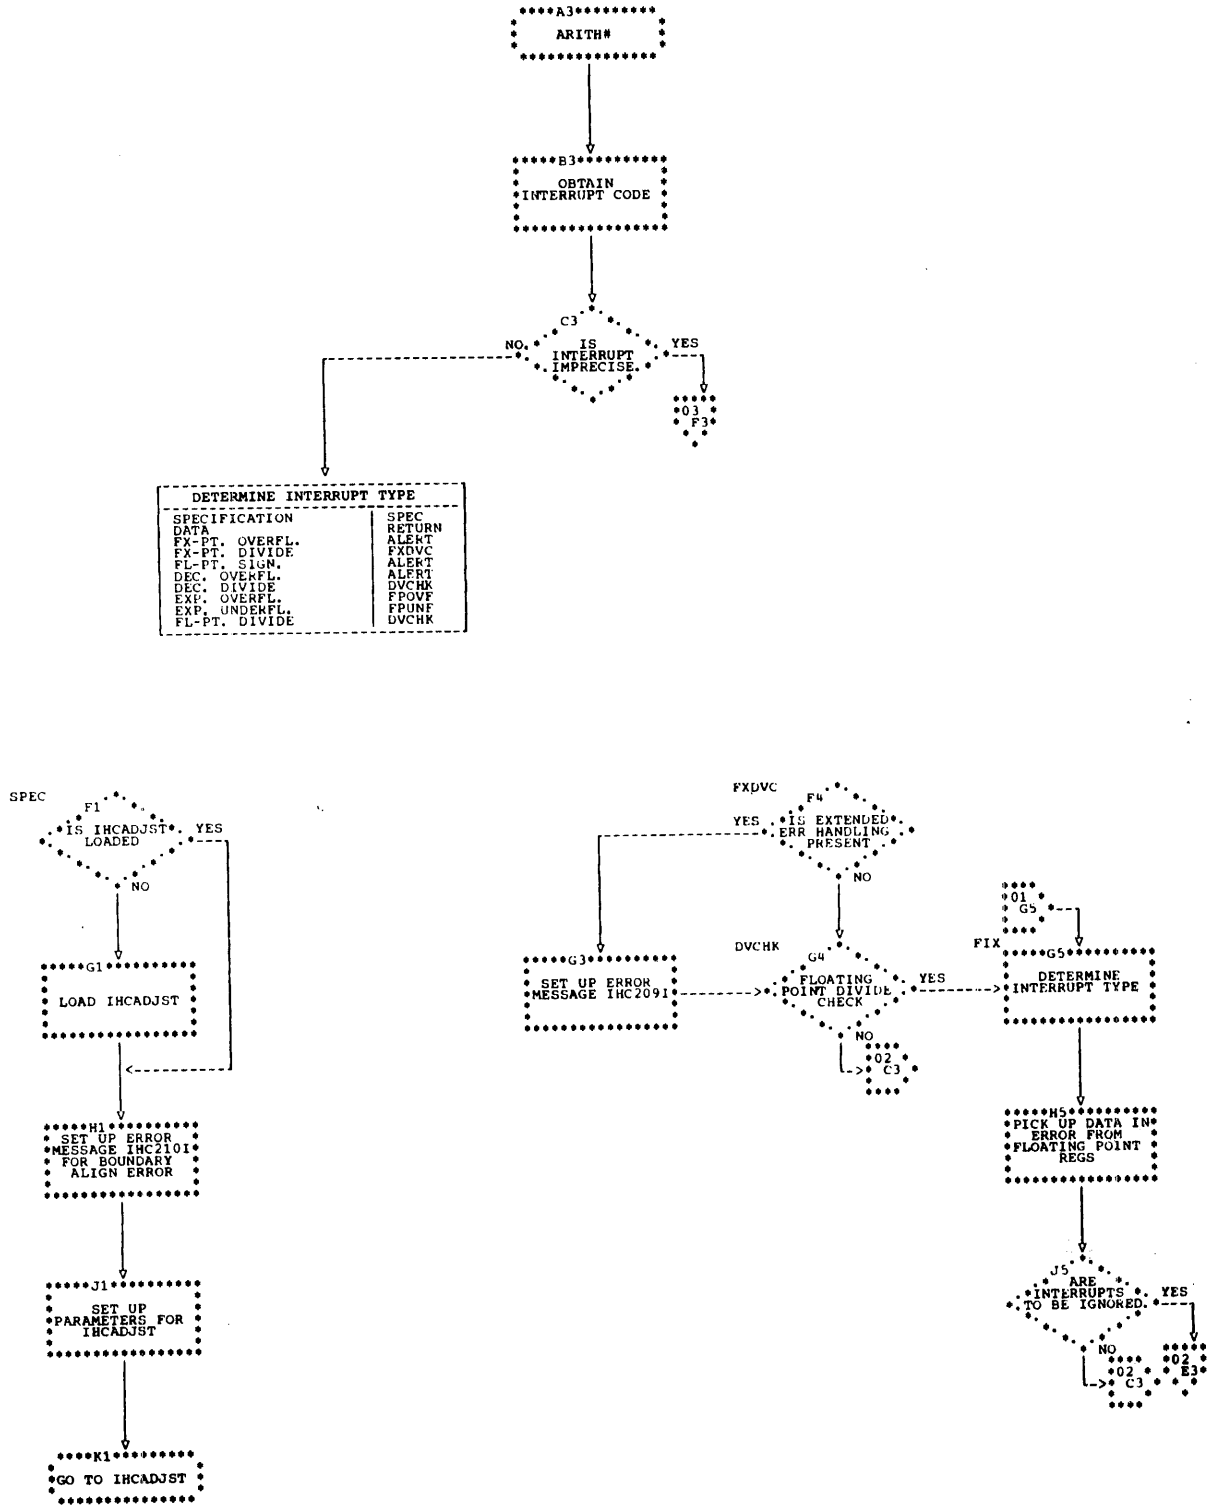 A3
ARITH#
B3
OBTAIN
INTERRUPT CODE
C3
IS
INTERRUPT
IMPRECISE.
NO
YES
03
F3
DETERMINE INTERRUPT TYPE
SPECIFICATION SPEC
DATA RETURN
FX-PT. OVERFL. ALERT
FX-PT. DIVIDE FXDVC
FL-PT. SIGN. ALERT
DEC. OVERFL. ALERT
DEC. DIVIDE DVCHK
EXP. OVERFL. FPOVF
EXP. UNDERFL. FPUNF
FL-PT. DIVIDE DVCHK
SPEC
F1
IS IHCADJST
LOADED
YES
NO
G1
LOAD IHCADJST
H1
SET UP ERROR
MESSAGE IHC210I
FOR BOUNDARY
ALIGN ERROR
J1
SET UP
PARAMETERS FOR
IHCADJST
K1
GO TO IHCADJST
FXDVC
F4
IS EXTENDED
ERR HANDLING
PRESENT
YES
NO
G3
SET UP ERROR
MESSAGE IHC209I
DVCHK
G4
FLOATING
POINT DIVIDE
CHECK
YES
NO
02
C3
01
G5
FIX
G5
DETERMINE
INTERRUPT TYPE
H5
PICK UP DATA IN
ERROR FROM
FLOATING POINT
REGS
J5
ARE
INTERRUPTS
TO BE IGNORED.
YES
NO
02
C3
02
E3